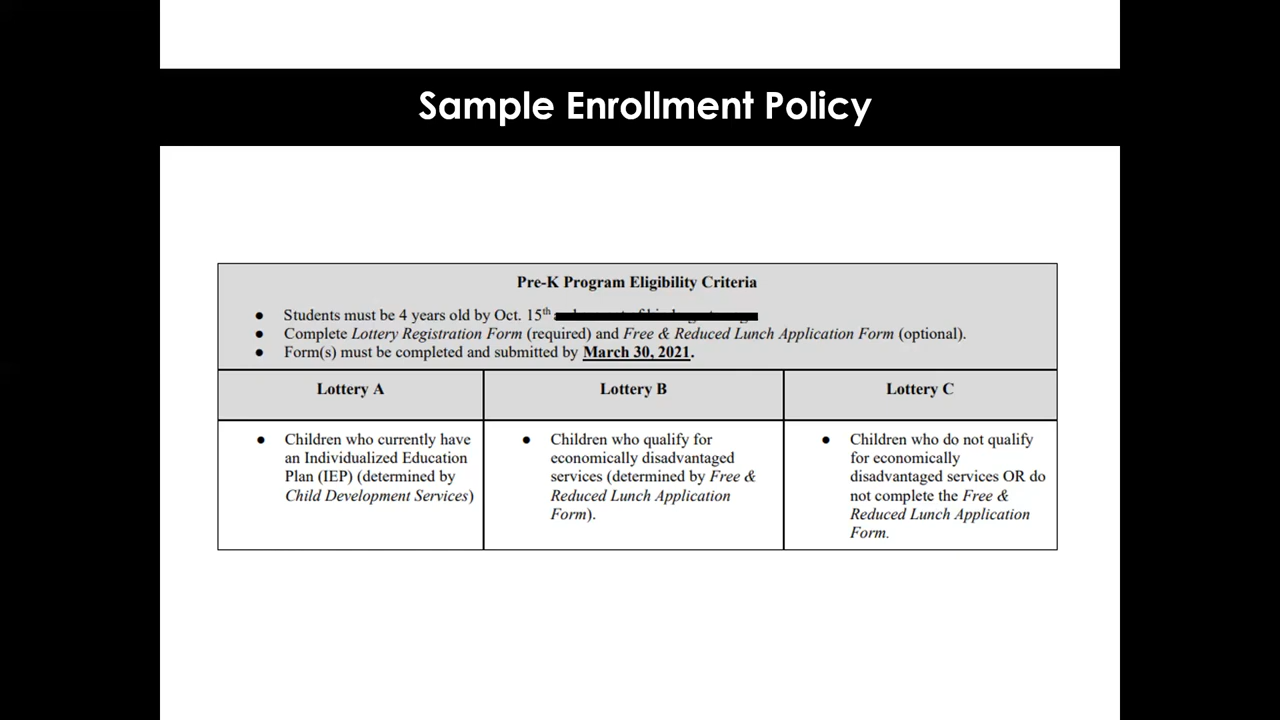 Sample Enrollment Policy
Pre-K Program Eligibility Criteria
● Students must be 4 years old by Oct. 15th
● Complete Lottery Registration Form (required) and Free & Reduced Lunch Application Form (optional).
● Form(s) must be completed and submitted by March 30, 2021.
Lottery A
Lottery B
Lottery C
● Children who currently have
an Individualized Education
Plan (IEP) (determined by
Child Development Services)
● Children who qualify for
economically disadvantaged
services (determined by Free &
Reduced Lunch Application
Form).
● Children who do not qualify
for economically
disadvantaged services OR do
not complete the Free &
Reduced Lunch Application
Form.